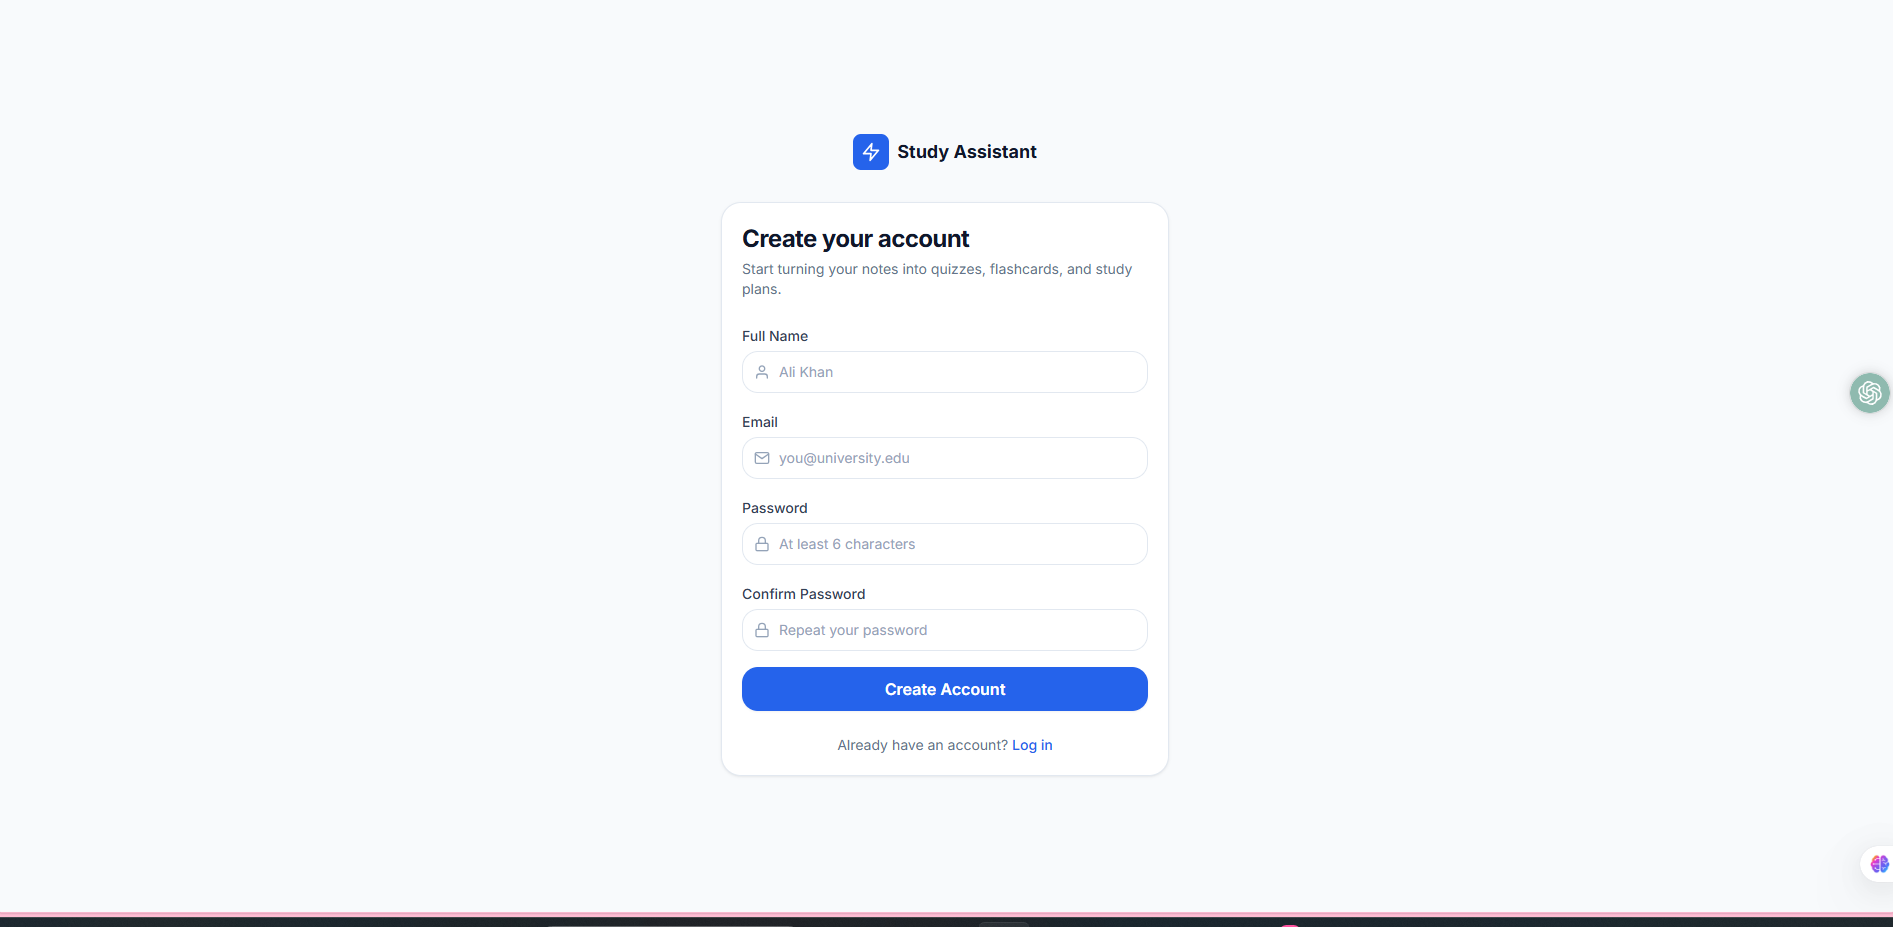 Study Assistant
Create your account
Start turning your notes into quizzes, flashcards, and study
plans.
Full Name
Ali Khan
Email
you@university.edu
Password
At least 6 characters
Confirm Password
Repeat your password
Create Account
Already have an account? Log in